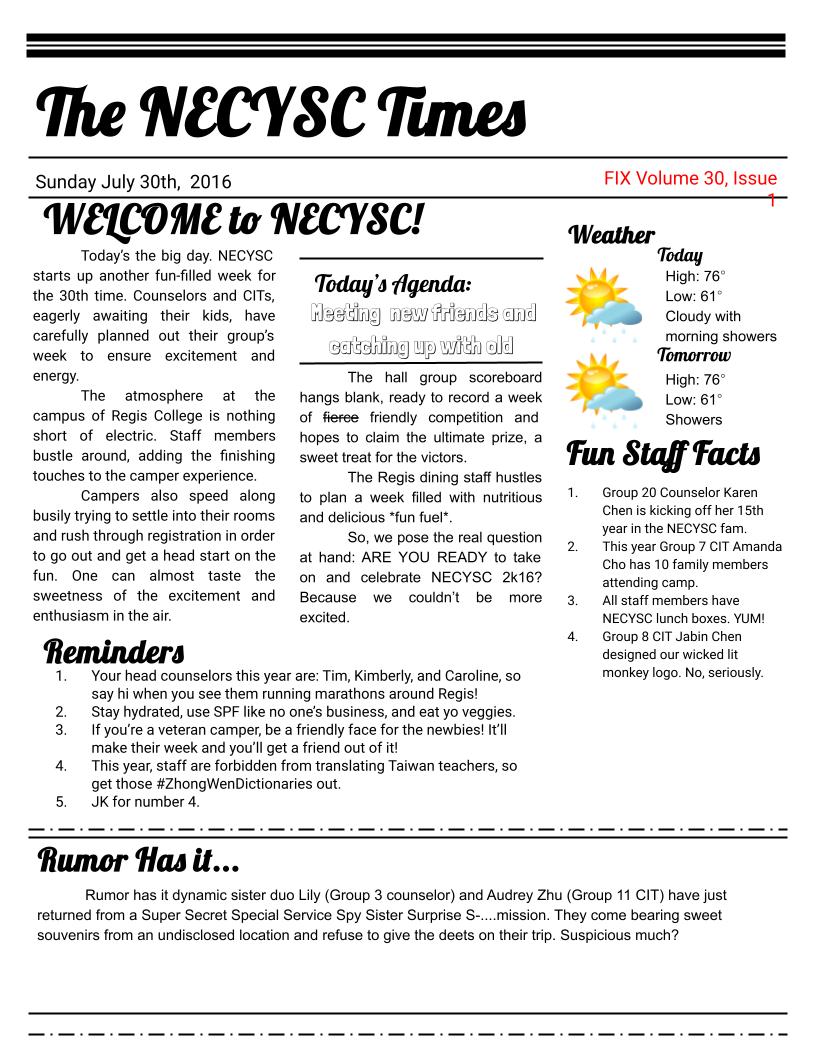 The NECYSC Times
Sunday July 30th, 2016
FIX Volume 30, Issue
1
WELCOME to NECYSC!
Today's the big day. NECYSC
starts up another fun-filled week for
the 30th time. Counselors and CITs,
eagerly awaiting their kids, have
carefully planned out their group's
week to ensure excitement and
energy.
The atmosphere at the
campus of Regis College is nothing
short of electric. Staff members
bustle around, adding the finishing
touches to the camper experience.
Campers also speed along
busily trying to settle into their rooms
and rush through registration in order
to go out and get a head start on the
fun. One can almost taste the
sweetness of the excitement and
enthusiasm in the air.
Today's Agenda:
Meeting new friends and
catching up with old
The hall group scoreboard
hangs blank, ready to record a week
of fierce friendly competition and
hopes to claim the ultimate prize, a
sweet treat for the victors.
The Regis dining staff hustles
to plan a week filled with nutritious
and delicious *fun fuel*.
So, we pose the real question
at hand: ARE YOU READY to take
on and celebrate NECYSC 2k16?
Because we couldn't be more
excited.
Weather
Today
High: 76°
Low: 61°
Cloudy with
morning showers
Tomorrow
High: 76°
Low: 61°
Showers
Fun Staff Facts
1. Group 20 Counselor Karen
Chen is kicking off her 15th
year in the NECYSC fam.
2. This year Group 7 CIT Amanda
Cho has 10 family members
attending camp.
3. All staff members have
NECYSC lunch boxes. YUM!
4. Group 8 CIT Jabin Chen
designed our wicked lit
monkey logo. No, seriously.
Reminders
1. Your head counselors this year are: Tim, Kimberly, and Caroline, so
say hi when you see them running marathons around Regis!
2. Stay hydrated, use SPF like no one's business, and eat yo veggies.
3. If you're a veteran camper, be a friendly face for the newbies! It'll
make their week and you'll get a friend out of it!
4. This year, staff are forbidden from translating Taiwan teachers, so
get those #ZhongWenDictionaries out.
5. JK for number 4.
Rumor Has it...
Rumor has it dynamic sister duo Lily (Group 3 counselor) and Audrey Zhu (Group 11 CIT) have just
returned from a Super Secret Special Service Spy Sister Surprise S-....mission. They come bearing sweet
souvenirs from an undisclosed location and refuse to give the deets on their trip. Suspicious much?